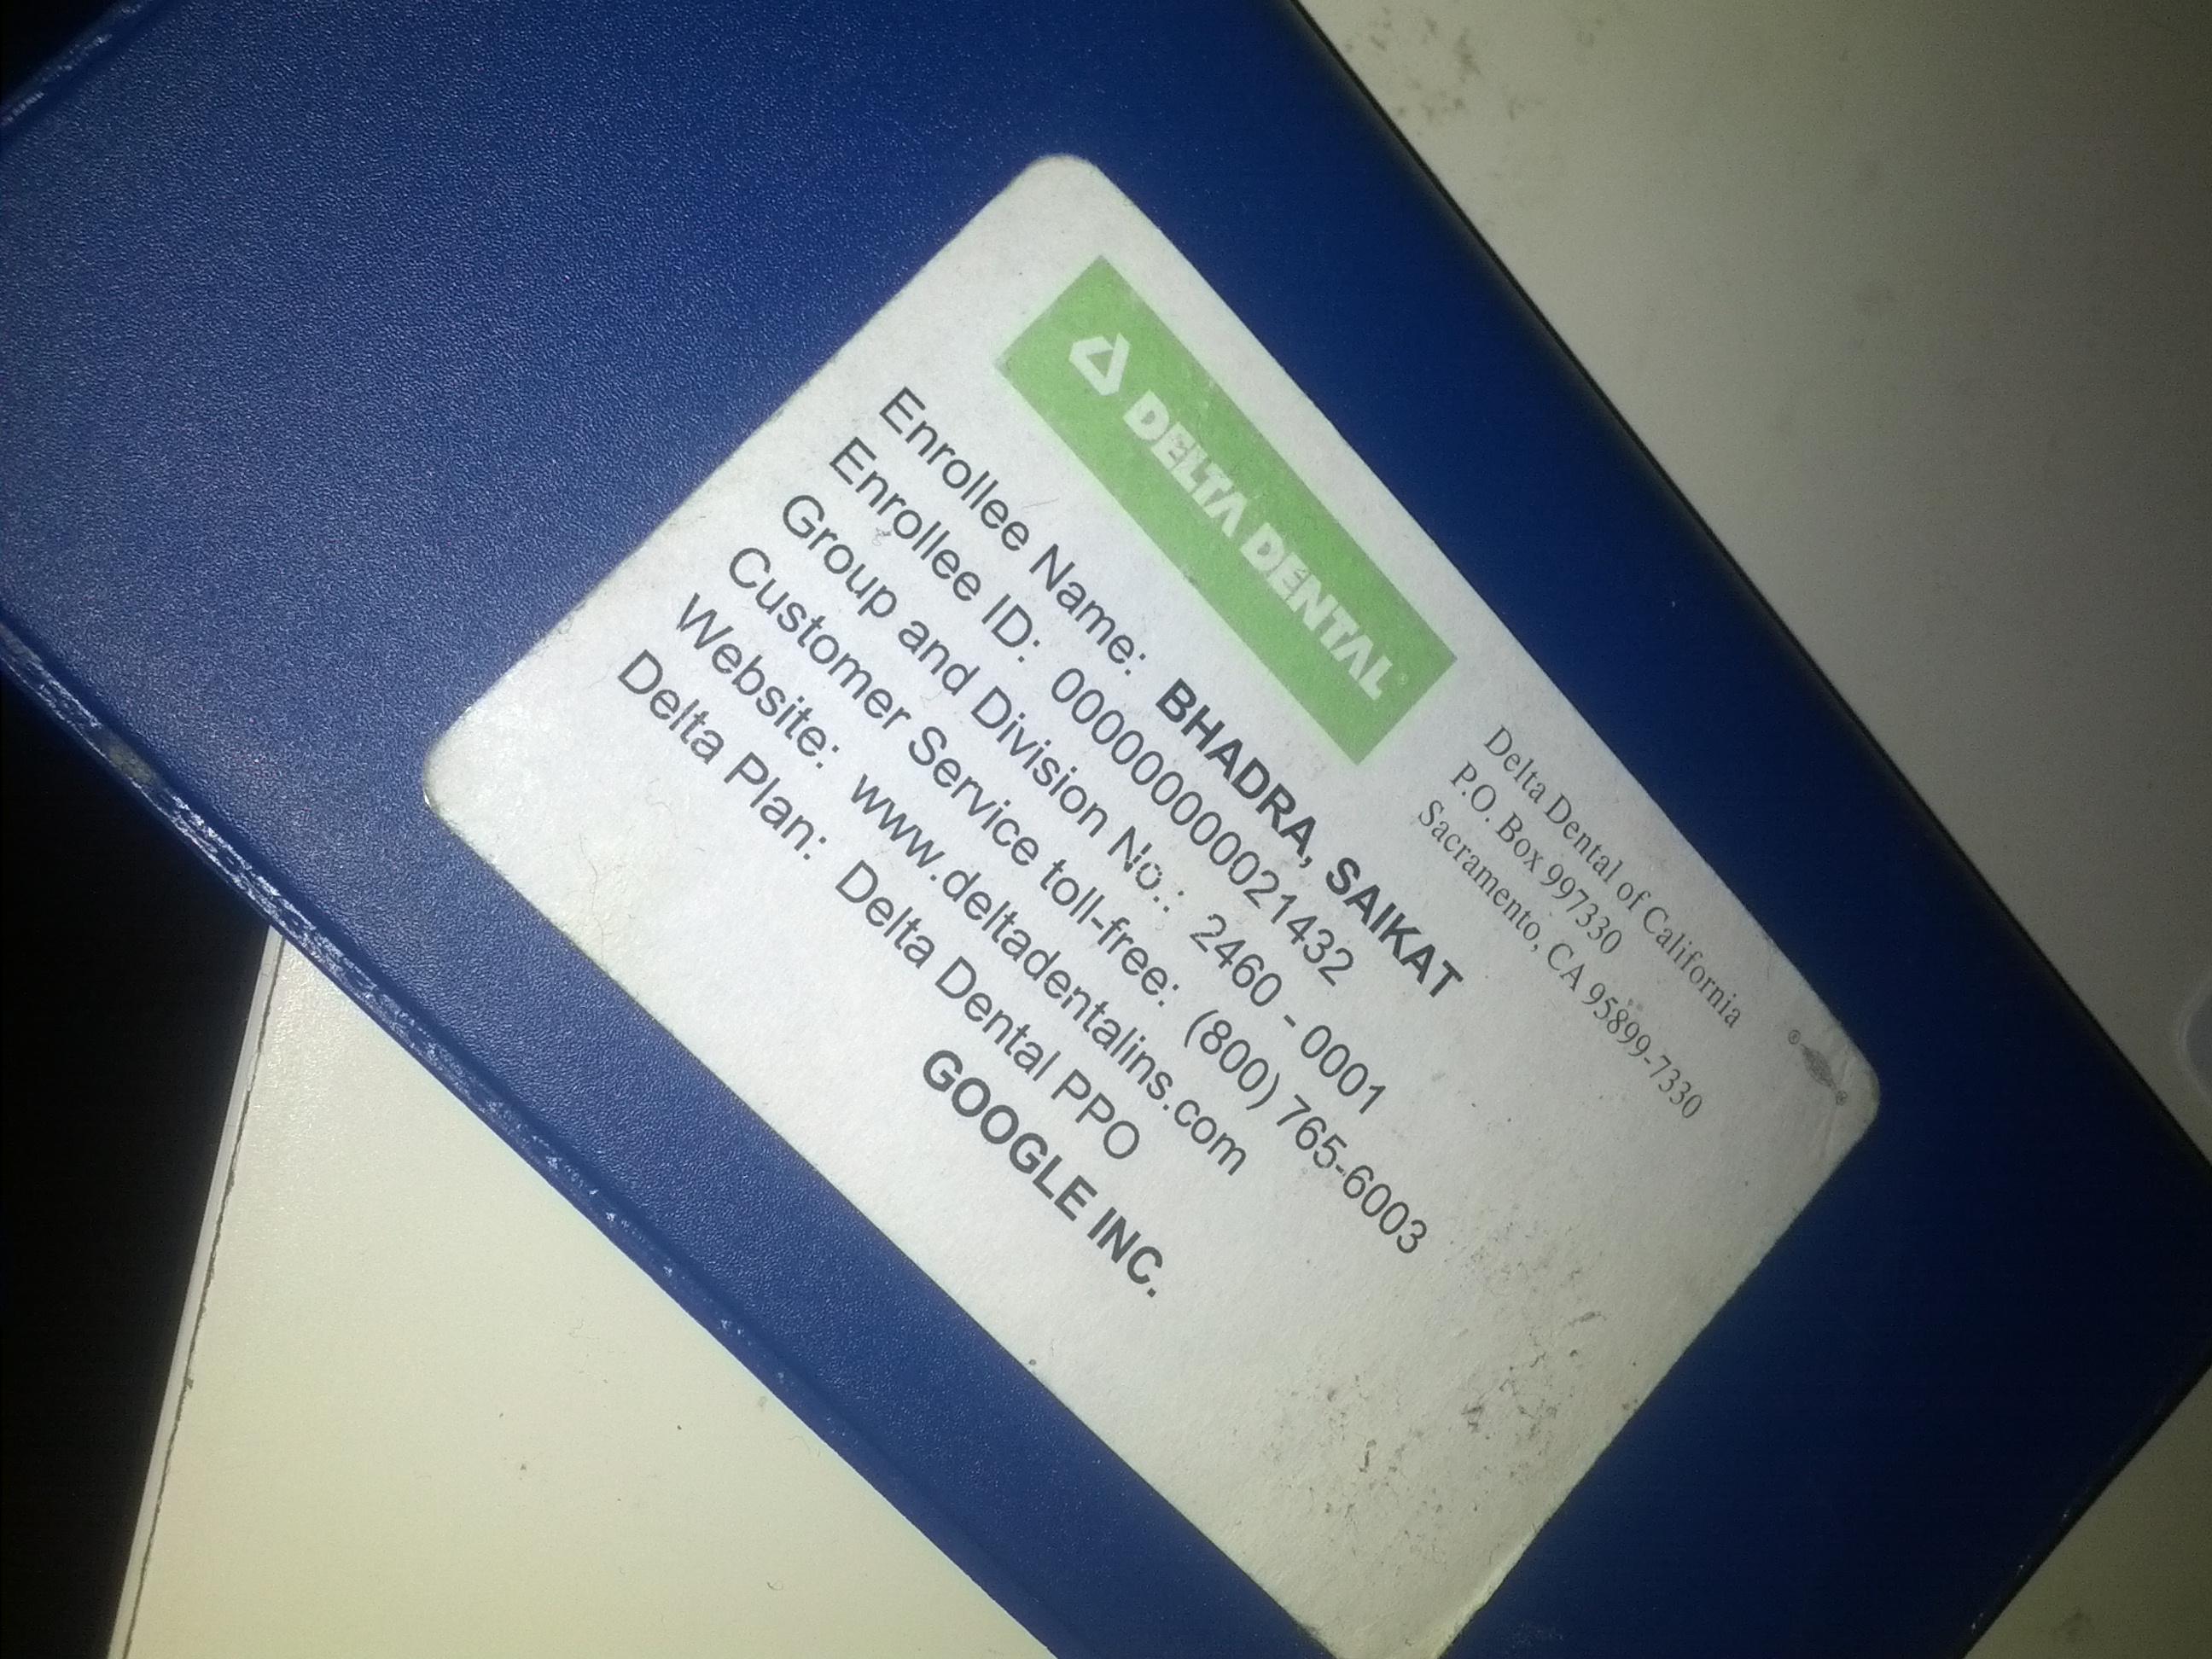 DELTA DENTAL
Delta Dental of California
P.O. Box 997330
Sacramento, CA 95899-7330
Enrollee Name: BHADRA, SAIKAT
Enrollee ID: 000000000021432
Group and Division No.: 2460 - 0001
Customer Service toll-free: (800) 765-6003
Website: www.deltadentalins.com
Delta Plan: Delta Dental PPO
GOOGLE INC.